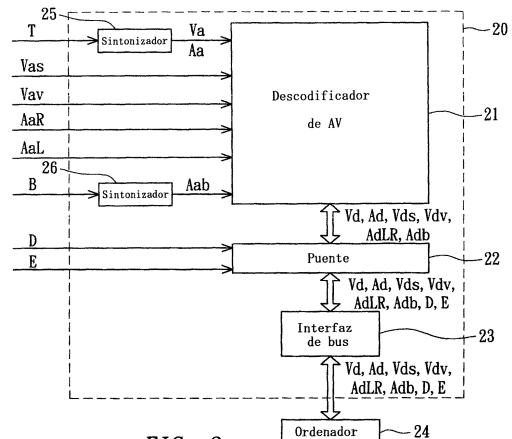 25
T
Sintonizador
Va
Aa
20
Vas
Vav
AaR
AaL
Descodificador
de AV
21
26
B
Sintonizador
Aab
Vd, Ad, Vds, Vdv,
AdLR, Adb
D
E
Puente
22
Vd, Ad, Vds, Vdv,
AdLR, Adb, D, E
Interfaz
de bus
23
Vd, Ad, Vds, Vdv,
AdLR, Adb, D, E
Ordenador
24